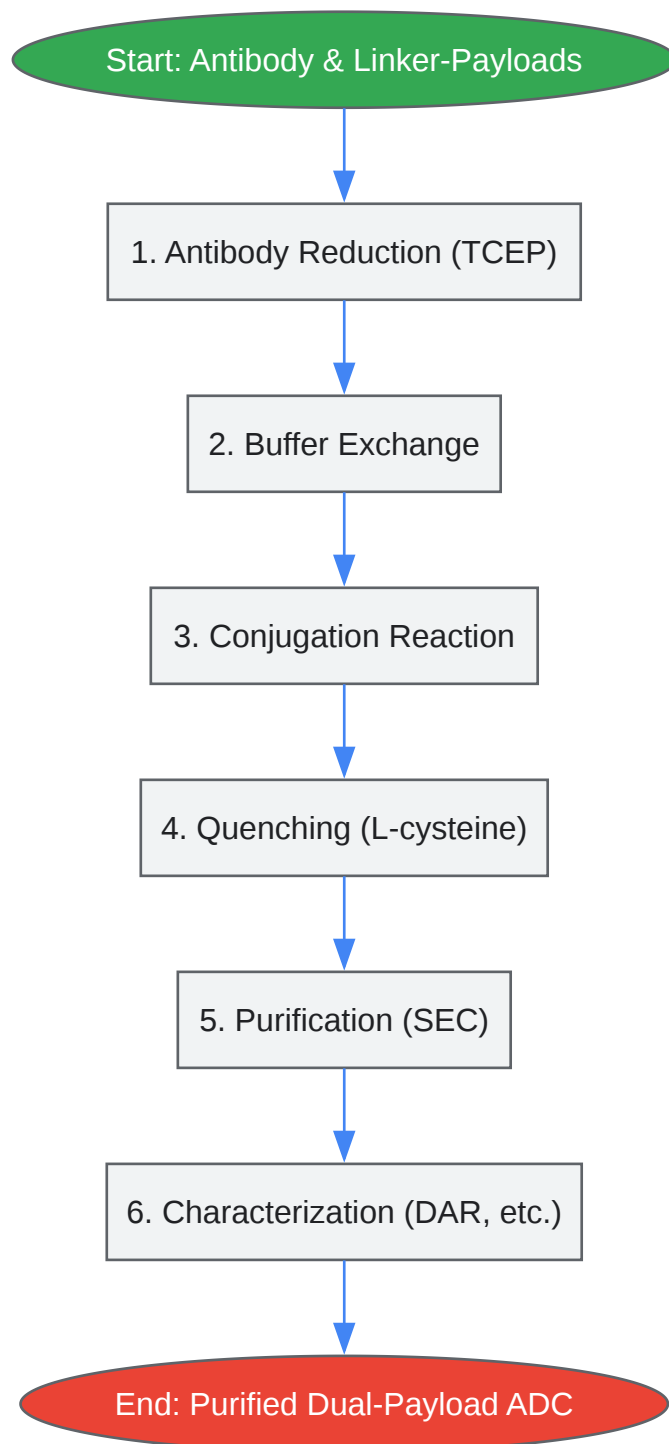 Start: Antibody & Linker-Payloads
1. Antibody Reduction (TCEP)
2. Buffer Exchange
3. Conjugation Reaction
4. Quenching (L-cysteine)
5. Purification (SEC)
6. Characterization (DAR, etc.)
End: Purified Dual-Payload ADC